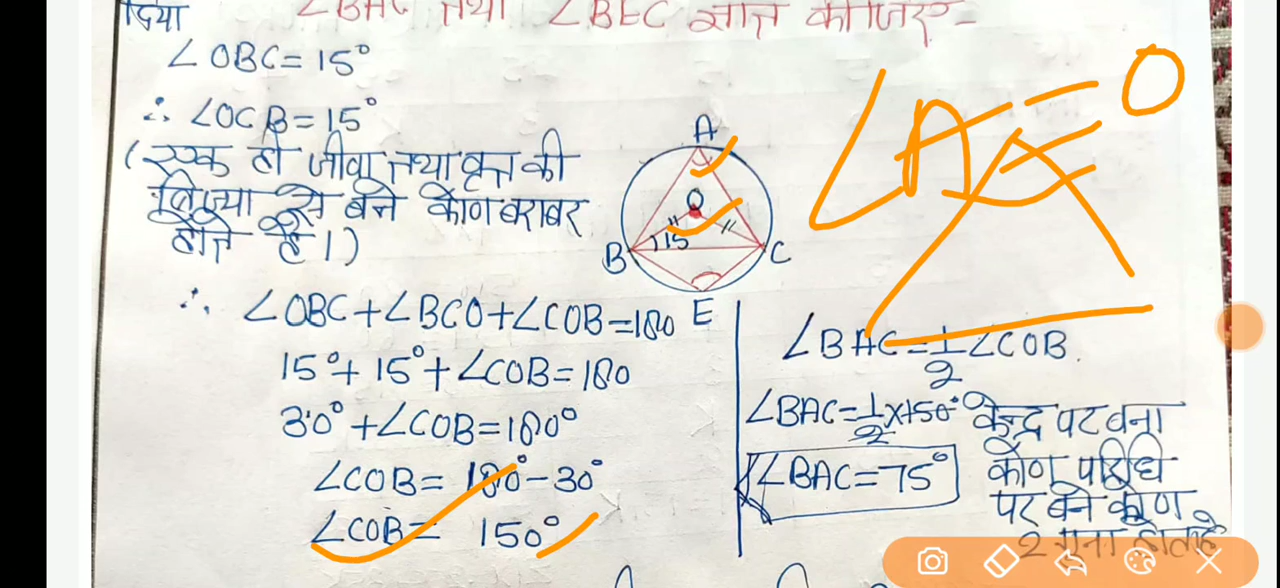 दिया
∠BAC तथा ∠BEC ज्ञात कीजिए-
∠OBC=15°
∴ ∠OCB=15°
(एक ही जीवा तथा वृत्त की
त्रिज्या से बने कोण बराबर
होते हैं।)
A
O
15
B
C
E
∴ ∠OBC+∠BCO+∠COB=180
15°+15°+∠COB=180
30°+∠COB=180°
∠COB=180°-30°
∠COB= 150°
∠BAC=1/2∠COB.
∠BAC=1/2×150°
∠BAC=75°
केन्द्र पर बना
कोण परिधि
पर बने कोण
2 गुना होता है
∠A